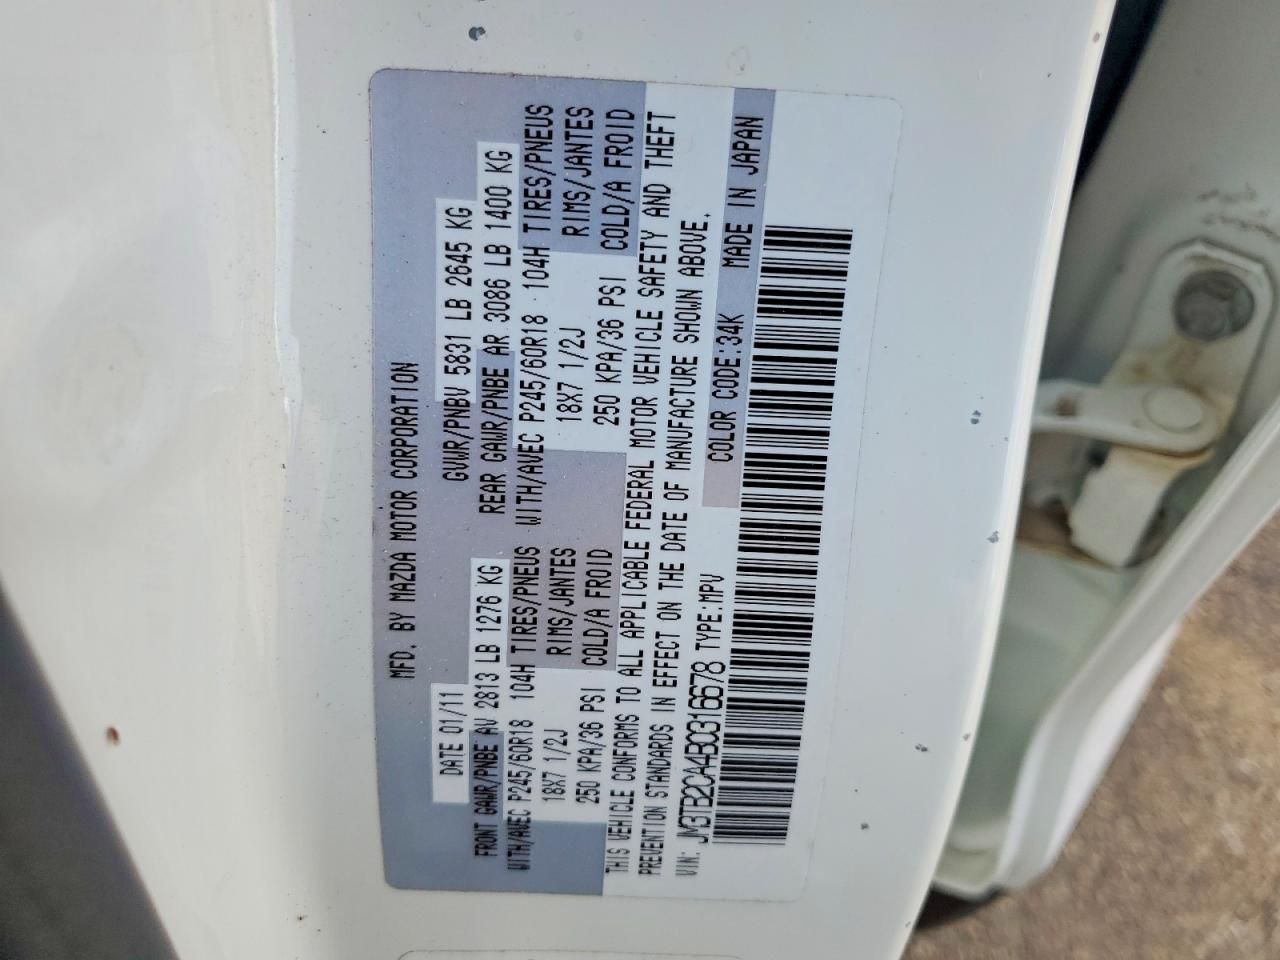 MFD. BY MAZDA MOTOR CORPORATION
DATE 01/11 GVWR/PNBV 5831 LB 2645 KG
FRONT GAWR/PNBE AV 2813 LB 1276 KG REAR GAWR/PNBE AR 3086 LB 1400 KG
WITH/AVEC P245/60R18 104H TIRES/PNEUS WITH/AVEC P245/60R18 104H TIRES/PNEUS
18X7 1/2J RIMS/JANTES 18X7 1/2J RIMS/JANTES
250 KPA/36 PSI COLD/A FROID 250 KPA/36 PSI COLD/A FROID
THIS VEHICLE CONFORMS TO ALL APPLICABLE FEDERAL MOTOR VEHICLE SAFETY AND THEFT
PREVENTION STANDARDS IN EFFECT ON THE DATE OF MANUFACTURE SHOWN ABOVE.
VIN: JM3TB2CA4B0316678 TYPE:MPV COLOR CODE:34K MADE IN JAPAN